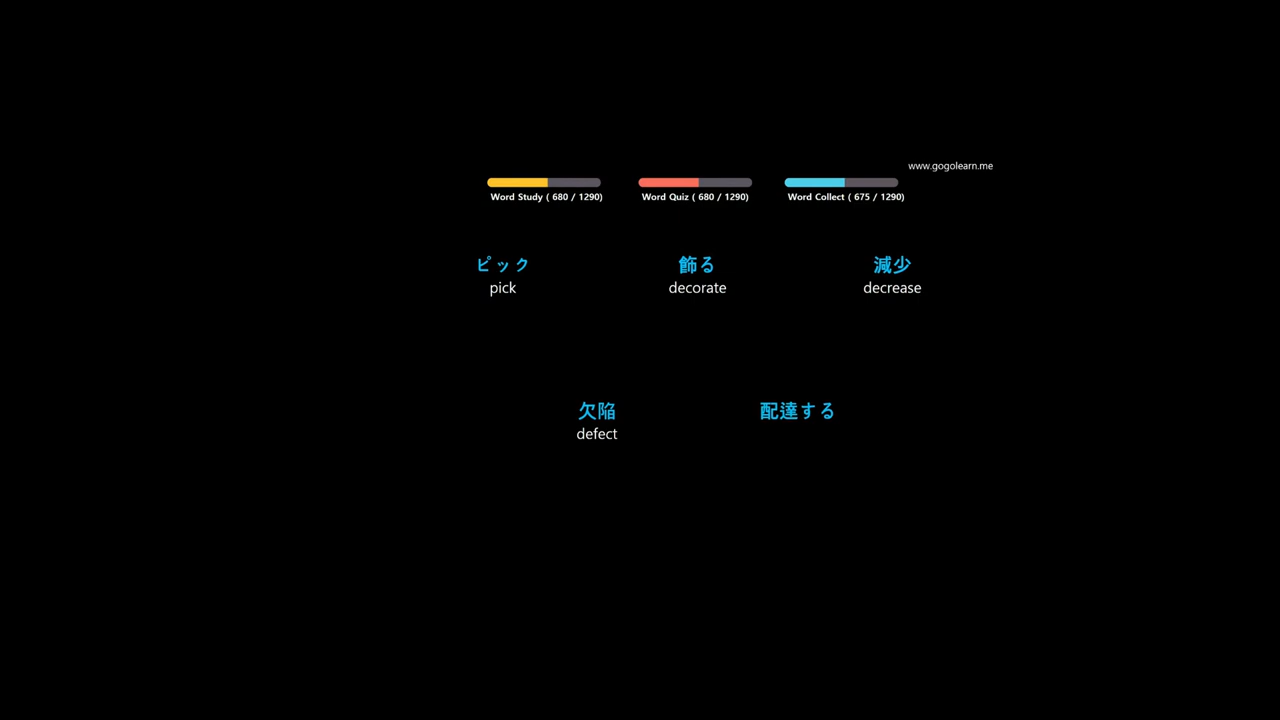 www.gogolearn.me
Word Study ( 680 / 1290)
Word Quiz ( 680 / 1290)
Word Collect ( 675 / 1290)
ピック
pick
飾る
decorate
減少
decrease
欠陥
defect
配達する